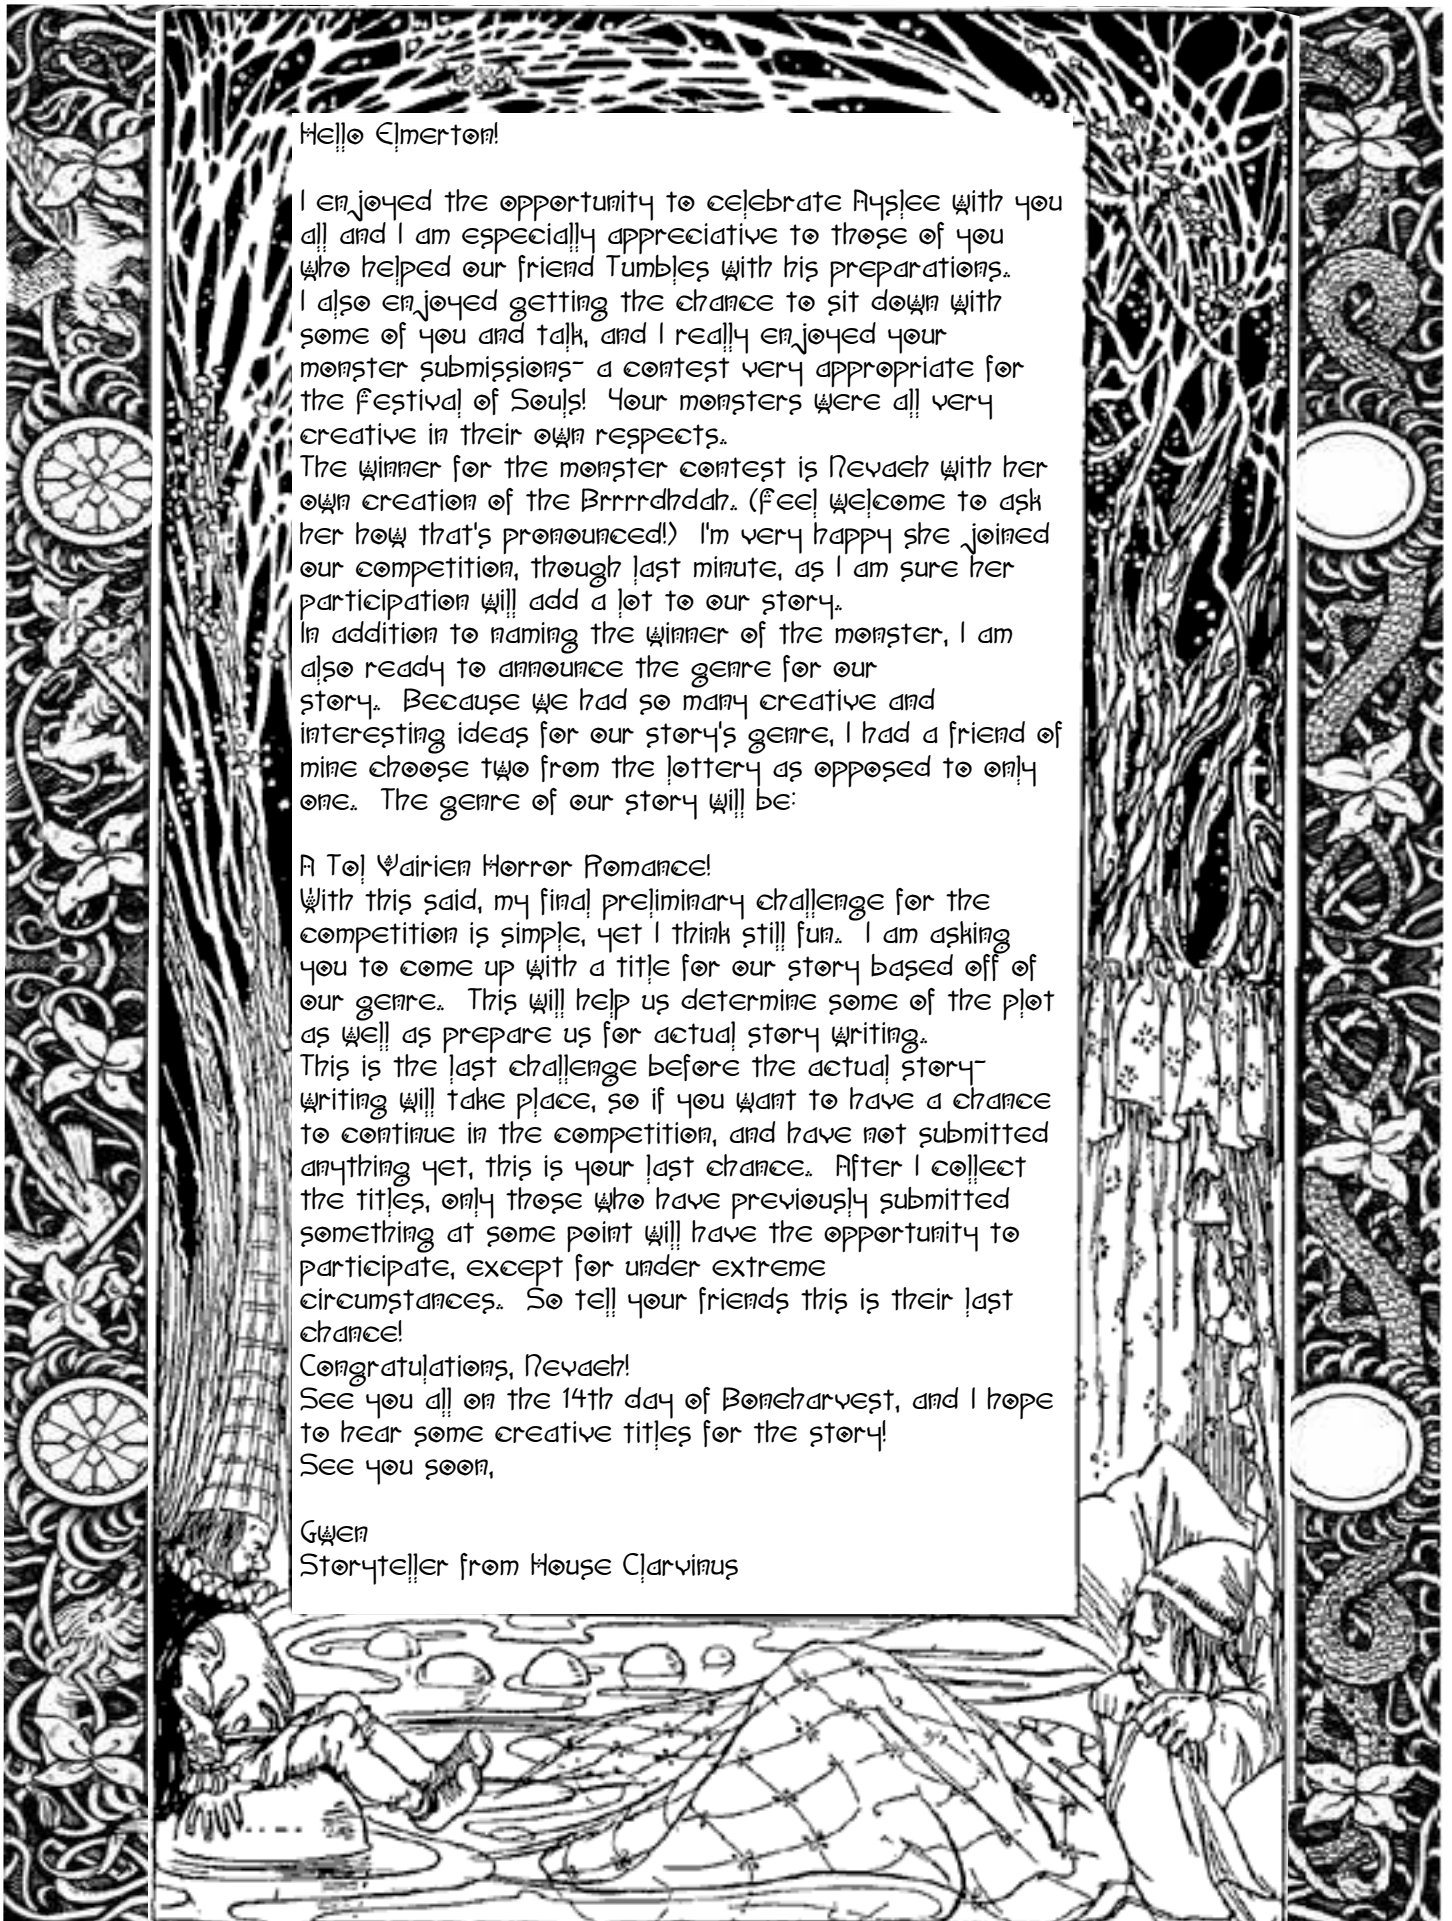 Hello Elmerton!
I enjoyed the opportunity to celebrate Ayslee with you
all and I am especially appreciative to those of you
who helped our friend Tumbles with his preparations.
I also enjoyed getting the chance to sit down with
some of you and talk, and I really enjoyed your
monster submissions- a contest very appropriate for
the Festival of Souls!  Your monsters were all very
creative in their own respects.
The winner for the monster contest is Nevaeh with her
own creation of the Brrrrdhdah. (Feel welcome to ask
her how that's pronounced!)  I'm very happy she joined
our competition, though last minute, as I am sure her
participation will add a lot to our story.
In addition to naming the winner of the monster, I am
also ready to announce the genre for our
story.  Because we had so many creative and
interesting ideas for our story's genre, I had a friend of
mine choose two from the lottery as opposed to only
one.  The genre of our story will be:
A Tol Vairien Horror Romance!
With this said, my final preliminary challenge for the
competition is simple, yet I think still fun.  I am asking
you to come up with a title for our story based off of
our genre.  This will help us determine some of the plot
as well as prepare us for actual story writing.
This is the last challenge before the actual story-
writing will take place, so if you want to have a chance
to continue in the competition, and have not submitted
anything yet, this is your last chance.  After I collect
the titles, only those who have previously submitted
something at some point will have the opportunity to
participate, except for under extreme
circumstances.  So tell your friends this is their last
chance!
Congratulations, Nevaeh!
See you all on the 14th day of Boneharvest, and I hope
to hear some creative titles for the story!
See you soon,
Gwen
Storyteller from House Clarvinus